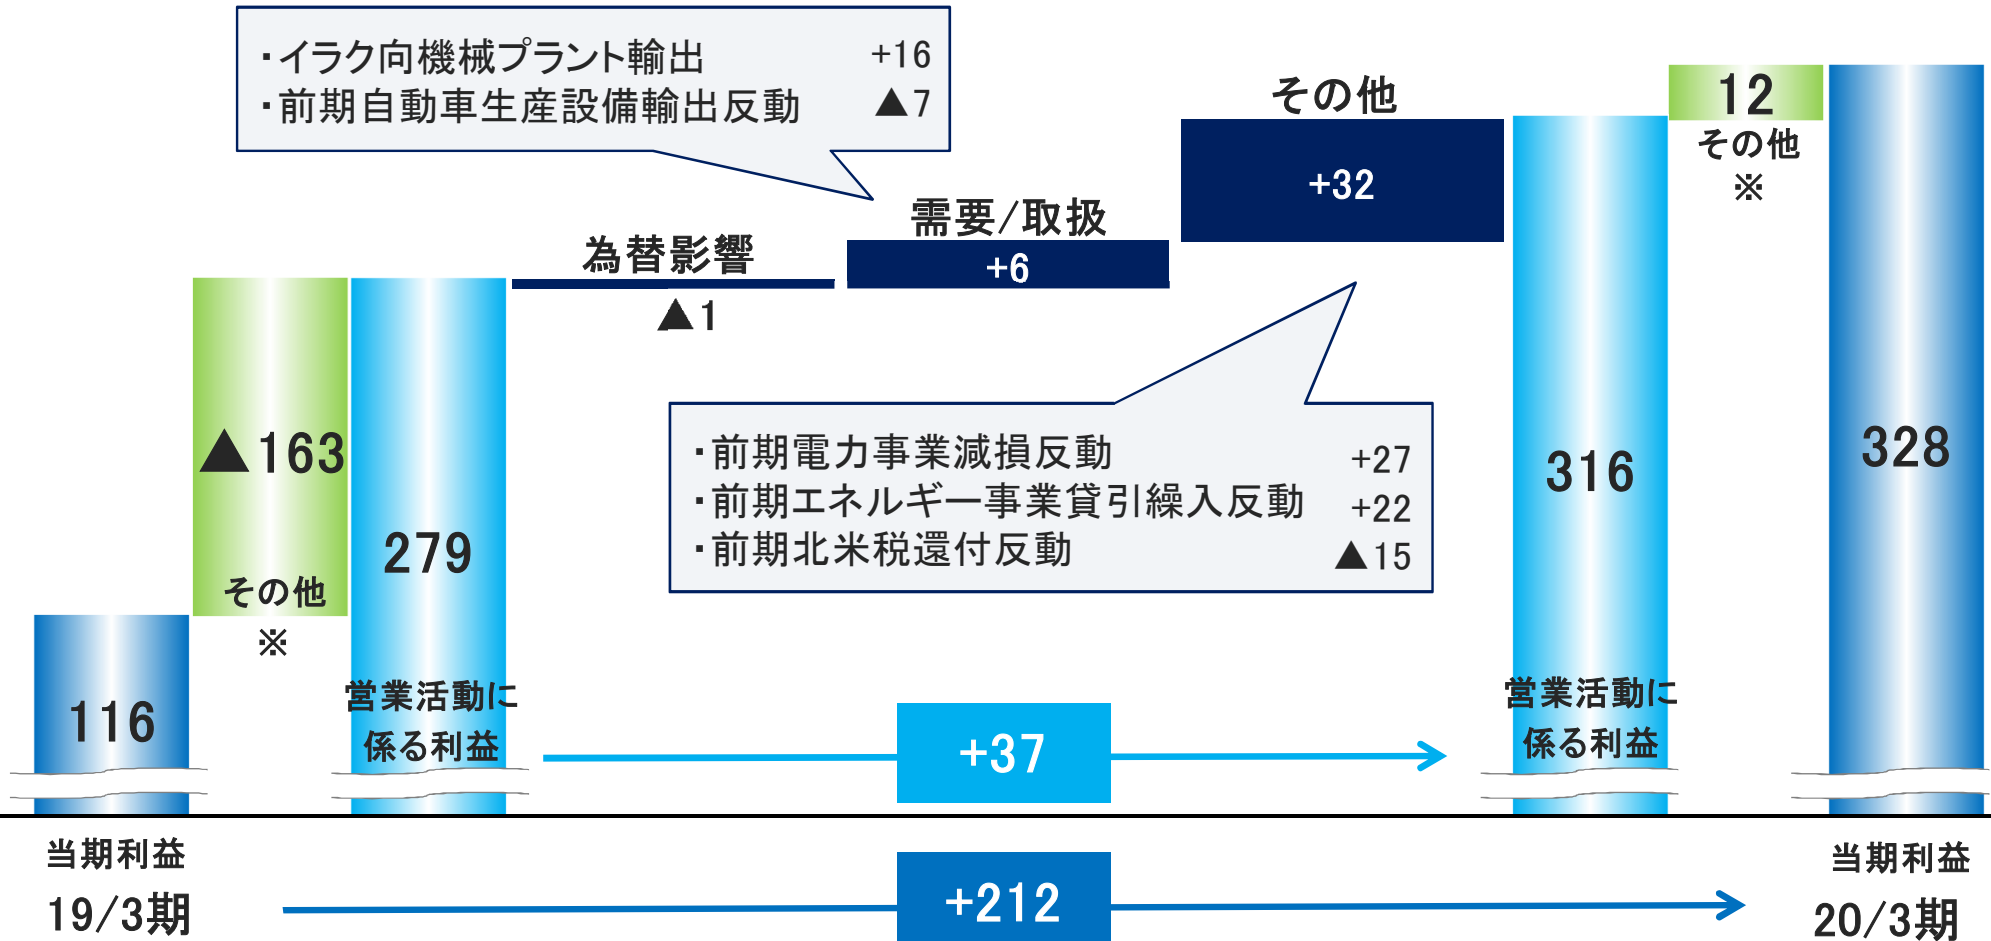 ・イラク向機械プラント輸出 +16
・前期自動車生産設備輸出反動 ▲7
その他
+32
12
その他
※
需要/取扱
+6
為替影響
▲1
▲163
その他
※
279
営業活動に
係る利益
116
・前期電力事業減損反動 +27
・前期エネルギー事業貸引繰入反動 +22
・前期北米税還付反動 ▲15
316
営業活動に
係る利益
328
+37
当期利益
19/3期
+212
当期利益
20/3期